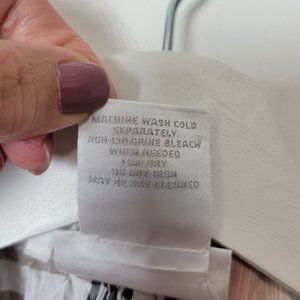 MACHINE WASH COLD
SEPARATELY
NON-CHLORINE BLEACH
WHEN NEEDED
LINE DRY
DO NOT IRON
MAY BE DRY CLEANED